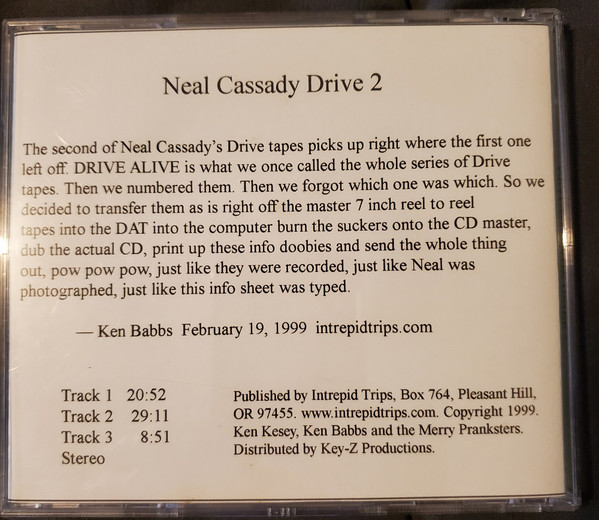 Neal Cassady Drive 2
The second of Neal Cassady's Drive tapes picks up right where the first one
left off. DRIVE ALIVE is what we once called the whole series of Drive
tapes. Then we numbered them. Then we forgot which one was which. So we
decided to transfer them as is right off the master 7 inch reel to reel
tapes into the DAT into the computer burn the suckers onto the CD master,
dub the actual CD, print up these info doobies and send the whole thing
out, pow pow pow, just like they were recorded, just like Neal was
photographed, just like this info sheet was typed.
— Ken Babbs February 19, 1999 intrepidtrips.com
Track 1 20:52
Track 2 29:11
Track 3 8:51
Stereo
Published by Intrepid Trips, Box 764, Pleasant Hill,
OR 97455. www.intrepidtrips.com. Copyright 1999.
Ken Kesey, Ken Babbs and the Merry Pranksters.
Distributed by Key-Z Productions.